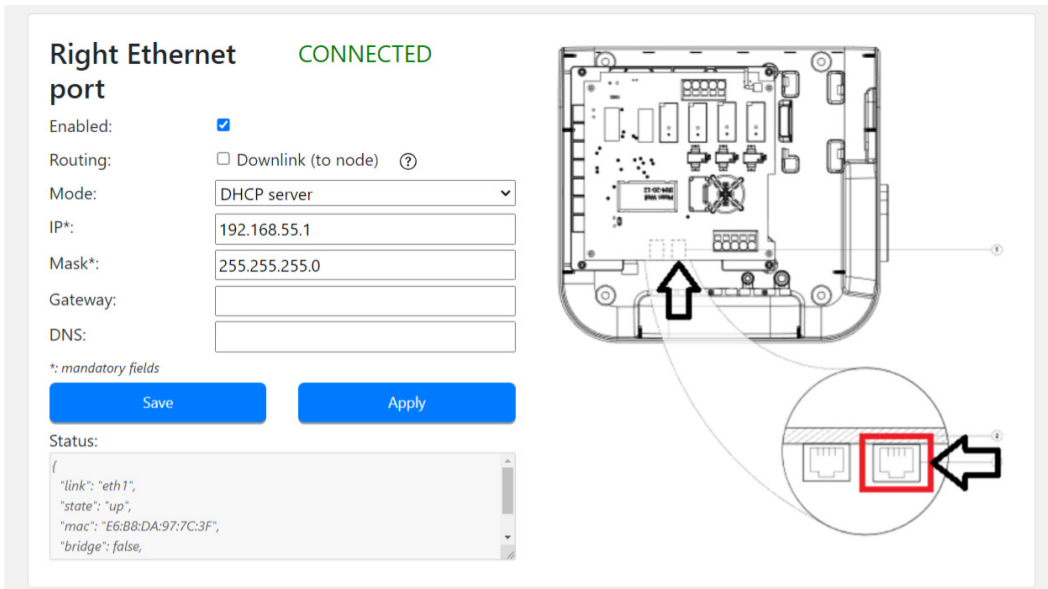 Right Ethernet
port
CONNECTED
Enabled:
Routing:
Downlink (to node) ?
Mode:
DHCP server
IP*:
192.168.55.1
Mask*:
255.255.255.0
Gateway:
DNS:
*: mandatory fields
Save
Apply
Status:
{
"link": "eth1",
"state": "up",
"mac": "E6:B8:DA:97:7C:3F",
"bridge": false,
1